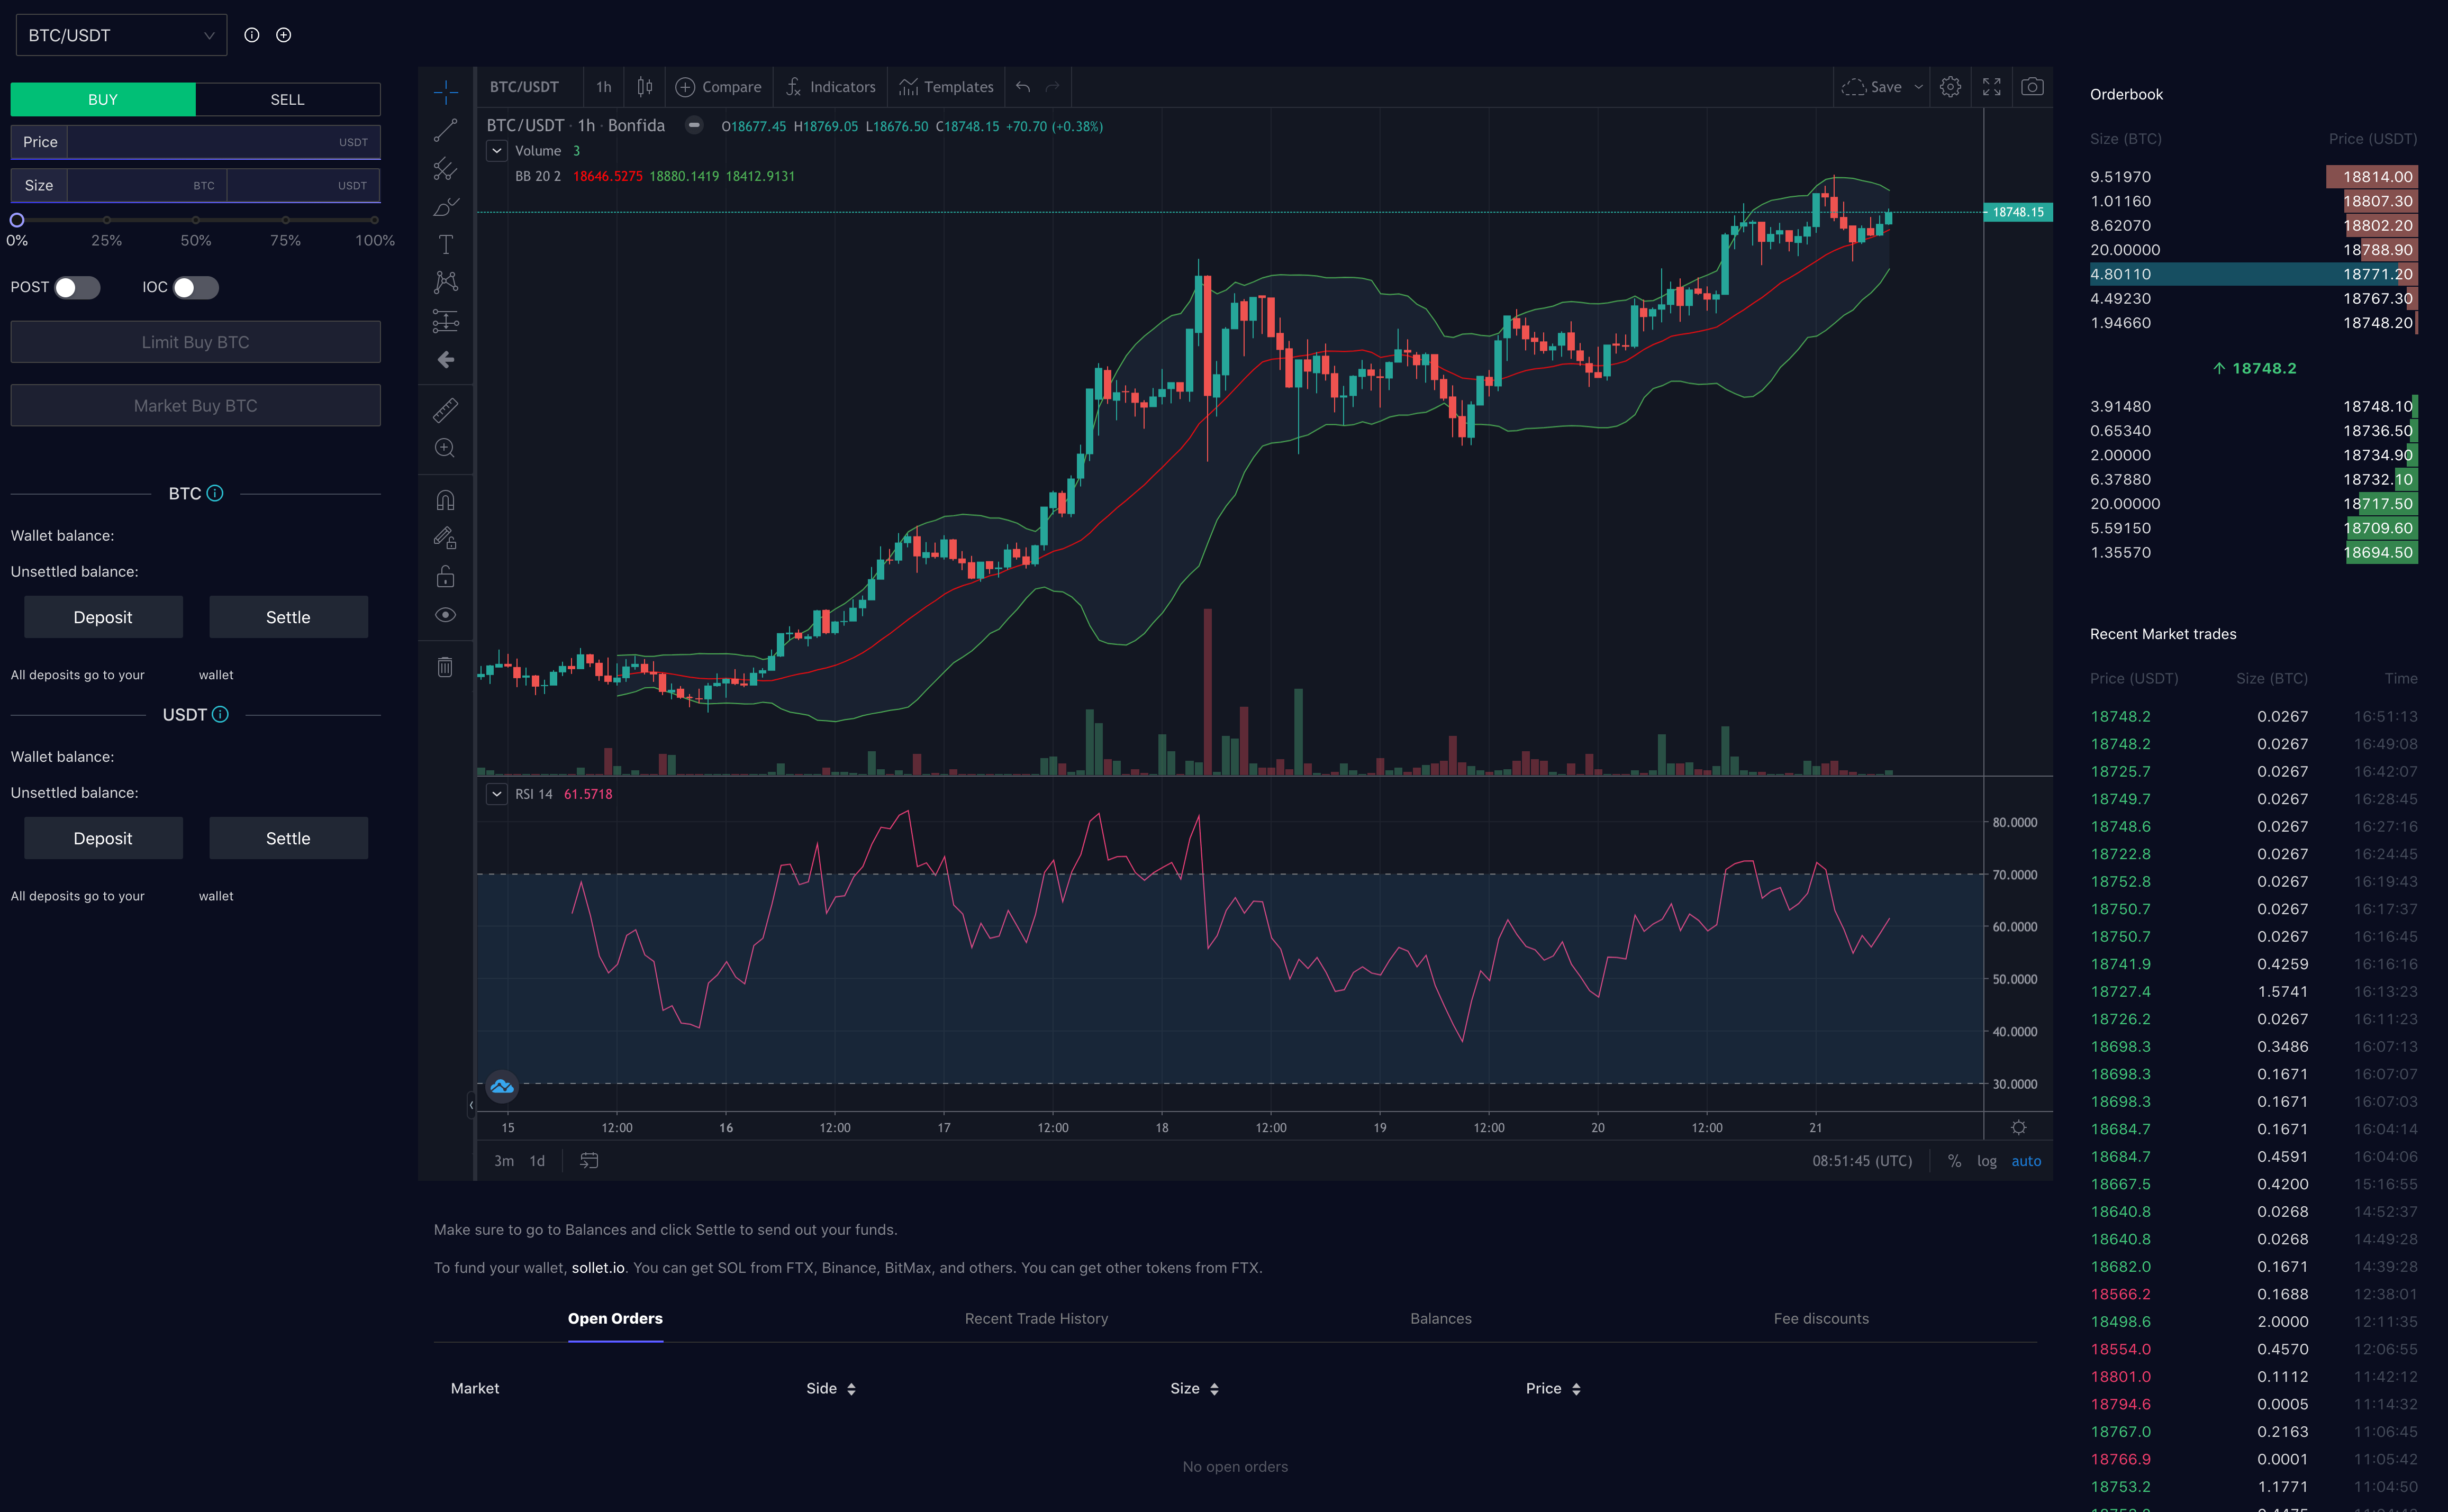 BTC/USDT
BUY SELL
Price USDT
Size BTC USDT
0% 25% 50% 75% 100%
POST IOC
Limit Buy BTC
Market Buy BTC
BTC
Wallet balance:
Unsettled balance:
Deposit Settle
All deposits go to your wallet
USDT
Wallet balance:
Unsettled balance:
Deposit Settle
All deposits go to your wallet
BTC/USDT 1h Compare Indicators Templates Save
BTC/USDT · 1h · Bonfida O18677.45 H18769.05 L18676.50 C18748.15 +70.70 (+0.38%)
Volume 3
BB 20 2 18646.5275 18880.1419 18412.9131
18748.15
RSI 14 61.5718
80.0000
70.0000
60.0000
50.0000
40.0000
30.0000
15 12:00 16 12:00 17 12:00 18 12:00 19 12:00 20 12:00 21
3m 1d 08:51:45 (UTC) % log auto
Make sure to go to Balances and click Settle to send out your funds.
To fund your wallet, sollet.io. You can get SOL from FTX, Binance, BitMax, and others. You can get other tokens from FTX.
Open Orders Recent Trade History Balances Fee discounts
Market Side Size Price
No open orders
Orderbook
Size (BTC) Price (USDT)
9.51970 18814.00
1.01160 18807.30
8.62070 18802.20
20.00000 18788.90
4.80110 18771.20
4.49230 18767.30
1.94660 18748.20
↑ 18748.2
3.91480 18748.10
0.65340 18736.50
2.00000 18734.90
6.37880 18732.10
20.00000 18717.50
5.59150 18709.60
1.35570 18694.50
Recent Market trades
Price (USDT) Size (BTC) Time
18748.2 0.0267 16:51:13
18748.2 0.0267 16:49:08
18725.7 0.0267 16:42:07
18749.7 0.0267 16:28:45
18748.6 0.0267 16:27:16
18722.8 0.0267 16:24:45
18752.8 0.0267 16:19:43
18750.7 0.0267 16:17:37
18750.7 0.0267 16:16:45
18741.9 0.4259 16:16:16
18727.4 1.5741 16:13:23
18726.2 0.0267 16:11:23
18698.3 0.3486 16:07:13
18698.3 0.1671 16:07:07
18698.3 0.1671 16:07:03
18684.7 0.1671 16:04:14
18684.7 0.4591 16:04:06
18667.5 0.4200 15:16:55
18640.8 0.0268 14:52:37
18640.8 0.0268 14:49:28
18682.0 0.1671 14:39:28
18566.2 0.1688 12:38:01
18498.6 2.0000 12:11:35
18554.0 0.4570 12:06:55
18801.0 0.1112 11:42:12
18794.6 0.0005 11:14:32
18767.0 0.2163 11:06:45
18766.9 0.0001 11:05:42
18753.2 1.1771 11:04:50